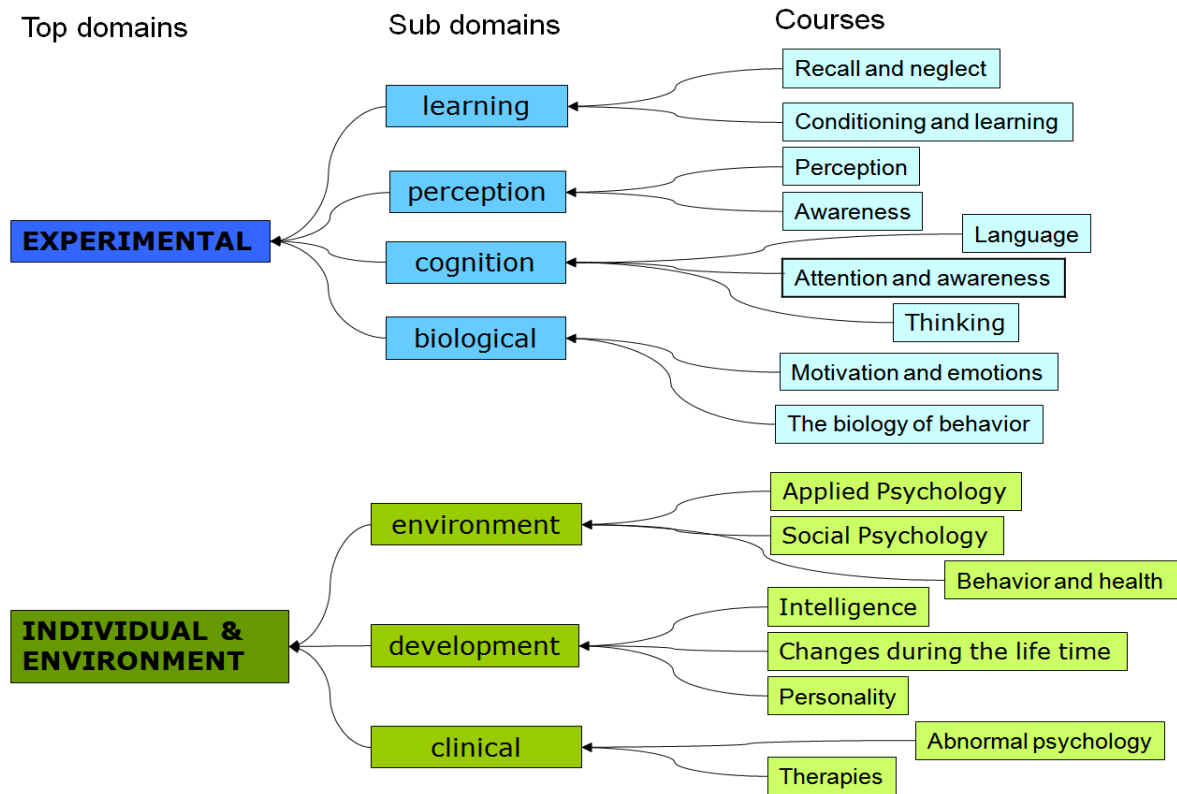 Top domains
Sub domains
Courses
Recall and neglect
learning
Conditioning and learning
Perception
perception
Awareness
EXPERIMENTAL
Language
cognition
Attention and awareness
Thinking
biological
Motivation and emotions
The biology of behavior
Applied Psychology
environment
Social Psychology
Behavior and health
Intelligence
INDIVIDUAL &
ENVIRONMENT
development
Changes during the life time
Personality
Abnormal psychology
clinical
Therapies